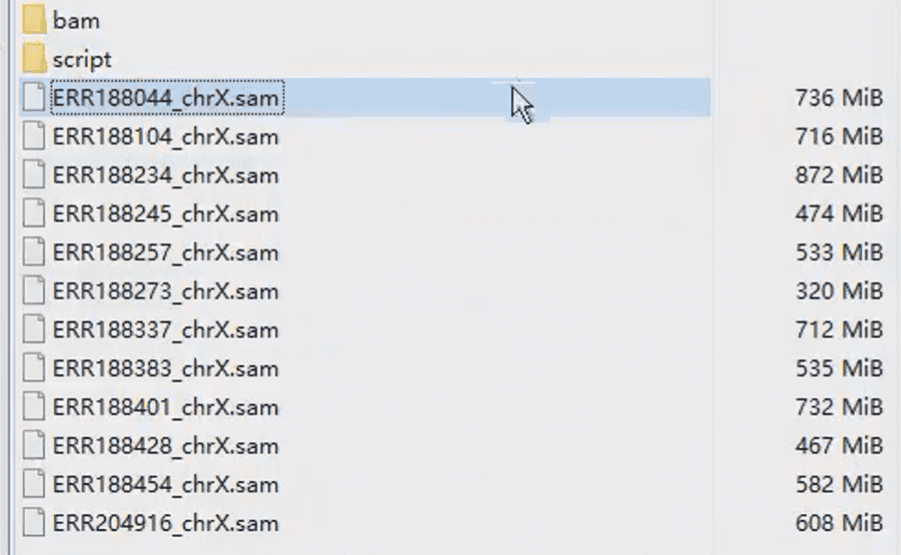 bam
script
ERR188044_chrX.sam 736 MiB
ERR188104_chrX.sam 716 MiB
ERR188234_chrX.sam 872 MiB
ERR188245_chrX.sam 474 MiB
ERR188257_chrX.sam 533 MiB
ERR188273_chrX.sam 320 MiB
ERR188337_chrX.sam 712 MiB
ERR188383_chrX.sam 535 MiB
ERR188401_chrX.sam 732 MiB
ERR188428_chrX.sam 467 MiB
ERR188454_chrX.sam 582 MiB
ERR204916_chrX.sam 608 MiB